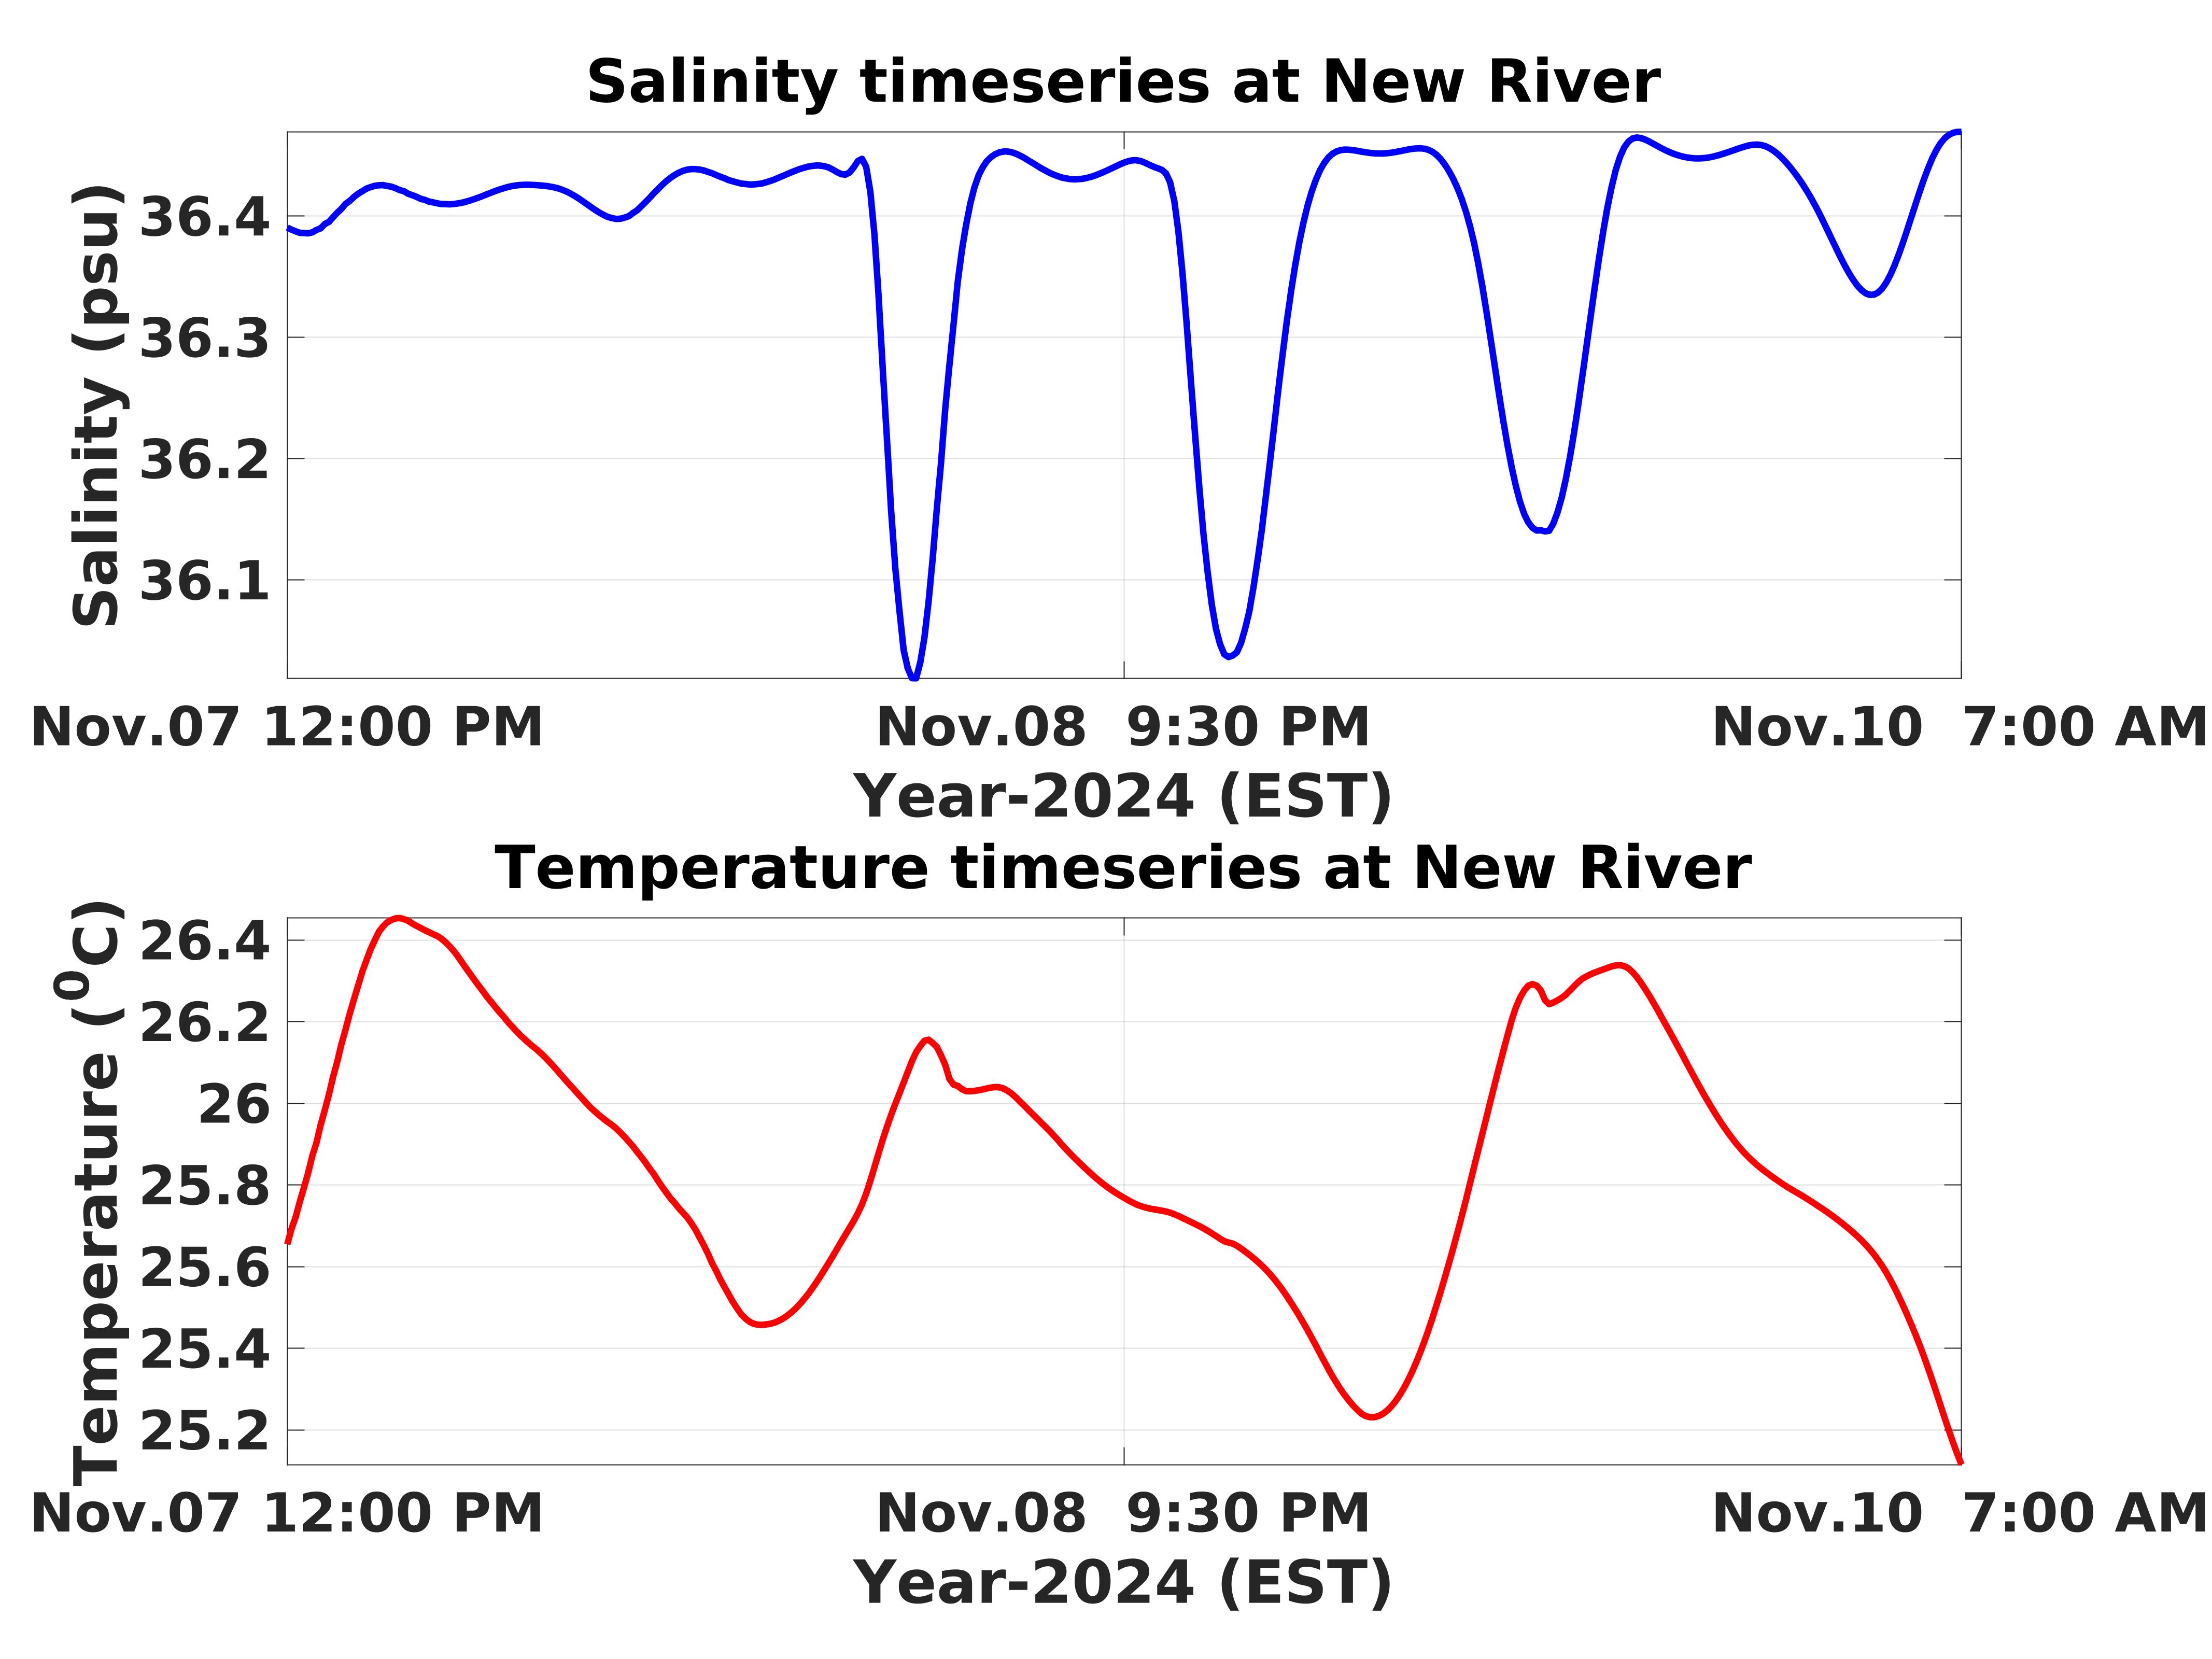 Salinity timeseries at New River
Salinity (psu)
36.4
36.3
36.2
36.1
Nov.07 12:00 PM Nov.08  9:30 PM Nov.10  7:00 AM
Year-2024 (EST)
Temperature timeseries at New River
Temperature (⁰C)
26.4
26.2
26
25.8
25.6
25.4
25.2
Nov.07 12:00 PM Nov.08  9:30 PM Nov.10  7:00 AM
Year-2024 (EST)